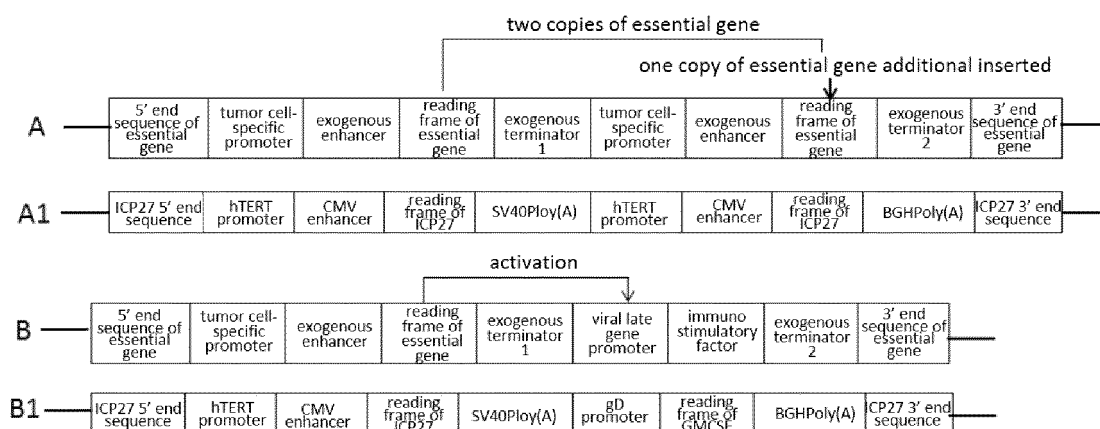 two copies of essential gene
one copy of essential gene additional inserted
A
5' end
sequence of
essential
gene
tumor cell-
specific
promoter
exogenous
enhancer
reading
frame of
essential
gene
exogenous
terminator
1
tumor cell-
specific
promoter
exogenous
enhancer
reading
frame of
essential
gene
exogenous
terminator
2
3' end
sequence of
essential
gene
A1
ICP27 5' end
sequence
hTERT
promoter
CMV
enhancer
reading
frame of
ICP27
SV40Ploy(A)
hTERT
promoter
CMV
enhancer
reading
frame of
ICP27
BGHPoly(A)
ICP27 3' end
sequence
activation
B
5' end
sequence of
essential
gene
tumor cell-
specific
promoter
exogenous
enhancer
reading
frame of
essential
gene
exogenous
terminator
1
viral late
gene
promoter
immuno
stimulatory
factor
exogenous
terminator
2
3' end
sequence of
essential
gene
B1
ICP27 5' end
sequence
hTERT
promoter
CMV
enhancer
reading
frame of
ICP27
SV40Ploy(A)
gD
promoter
reading
frame of
GMCSF
BGHPoly(A)
ICP27 3' end
sequence